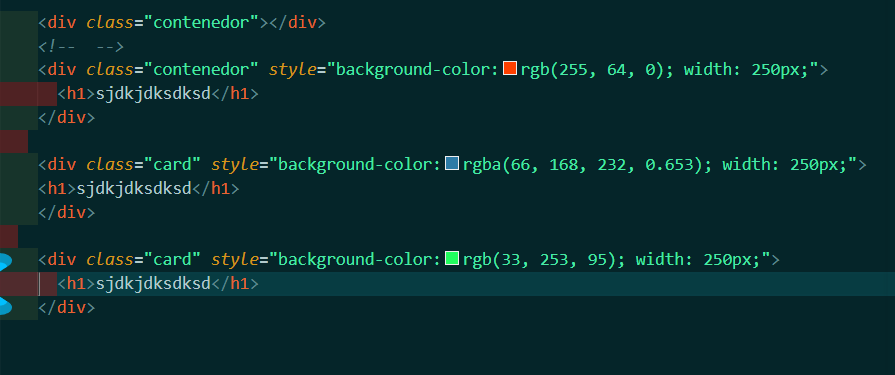 <div class="contenedor"></div>
<!--  -->
<div class="contenedor" style="background-color: rgb(255, 64, 0); width: 250px;">
<h1>sjdkjdksdksd</h1>
</div>
<div class="card" style="background-color: rgba(66, 168, 232, 0.653); width: 250px;">
<h1>sjdkjdksdksd</h1>
</div>
<div class="card" style="background-color: rgb(33, 253, 95); width: 250px;">
<h1>sjdkjdksdksd</h1>
</div>